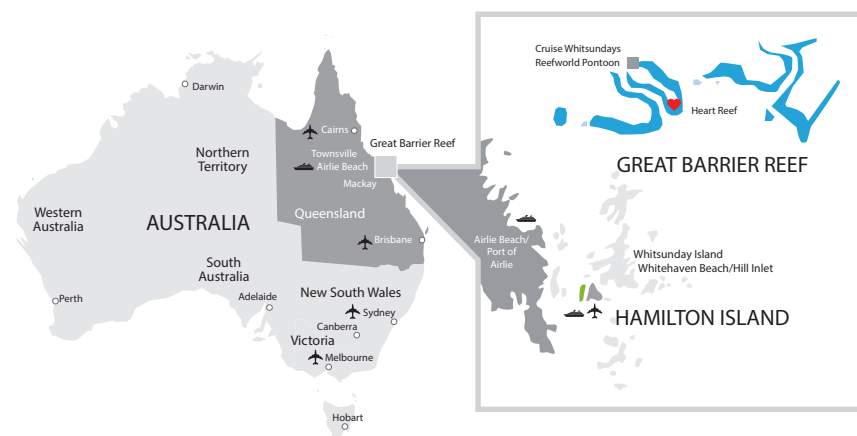 Darwin
Cairns
Great Barrier Reef
Northern
Territory
Townsville
Airlie Beach
Mackay
Western
Australia
AUSTRALIA
Queensland
Brisbane
South
Australia
Perth
Adelaide
New South Wales
Sydney
Canberra
Victoria
Melbourne
Hobart
Cruise Whitsundays
Reefworld Pontoon
Heart Reef
GREAT BARRIER REEF
Airlie Beach/
Port of
Airlie
Whitsunday Island
Whitehaven Beach/Hill Inlet
HAMILTON ISLAND